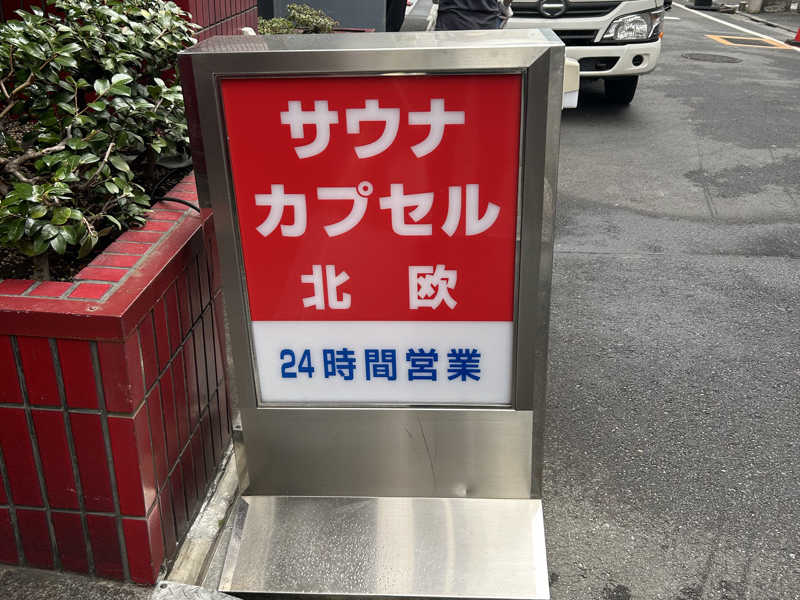 サウナ
カプセル
北　欧
24時間営業